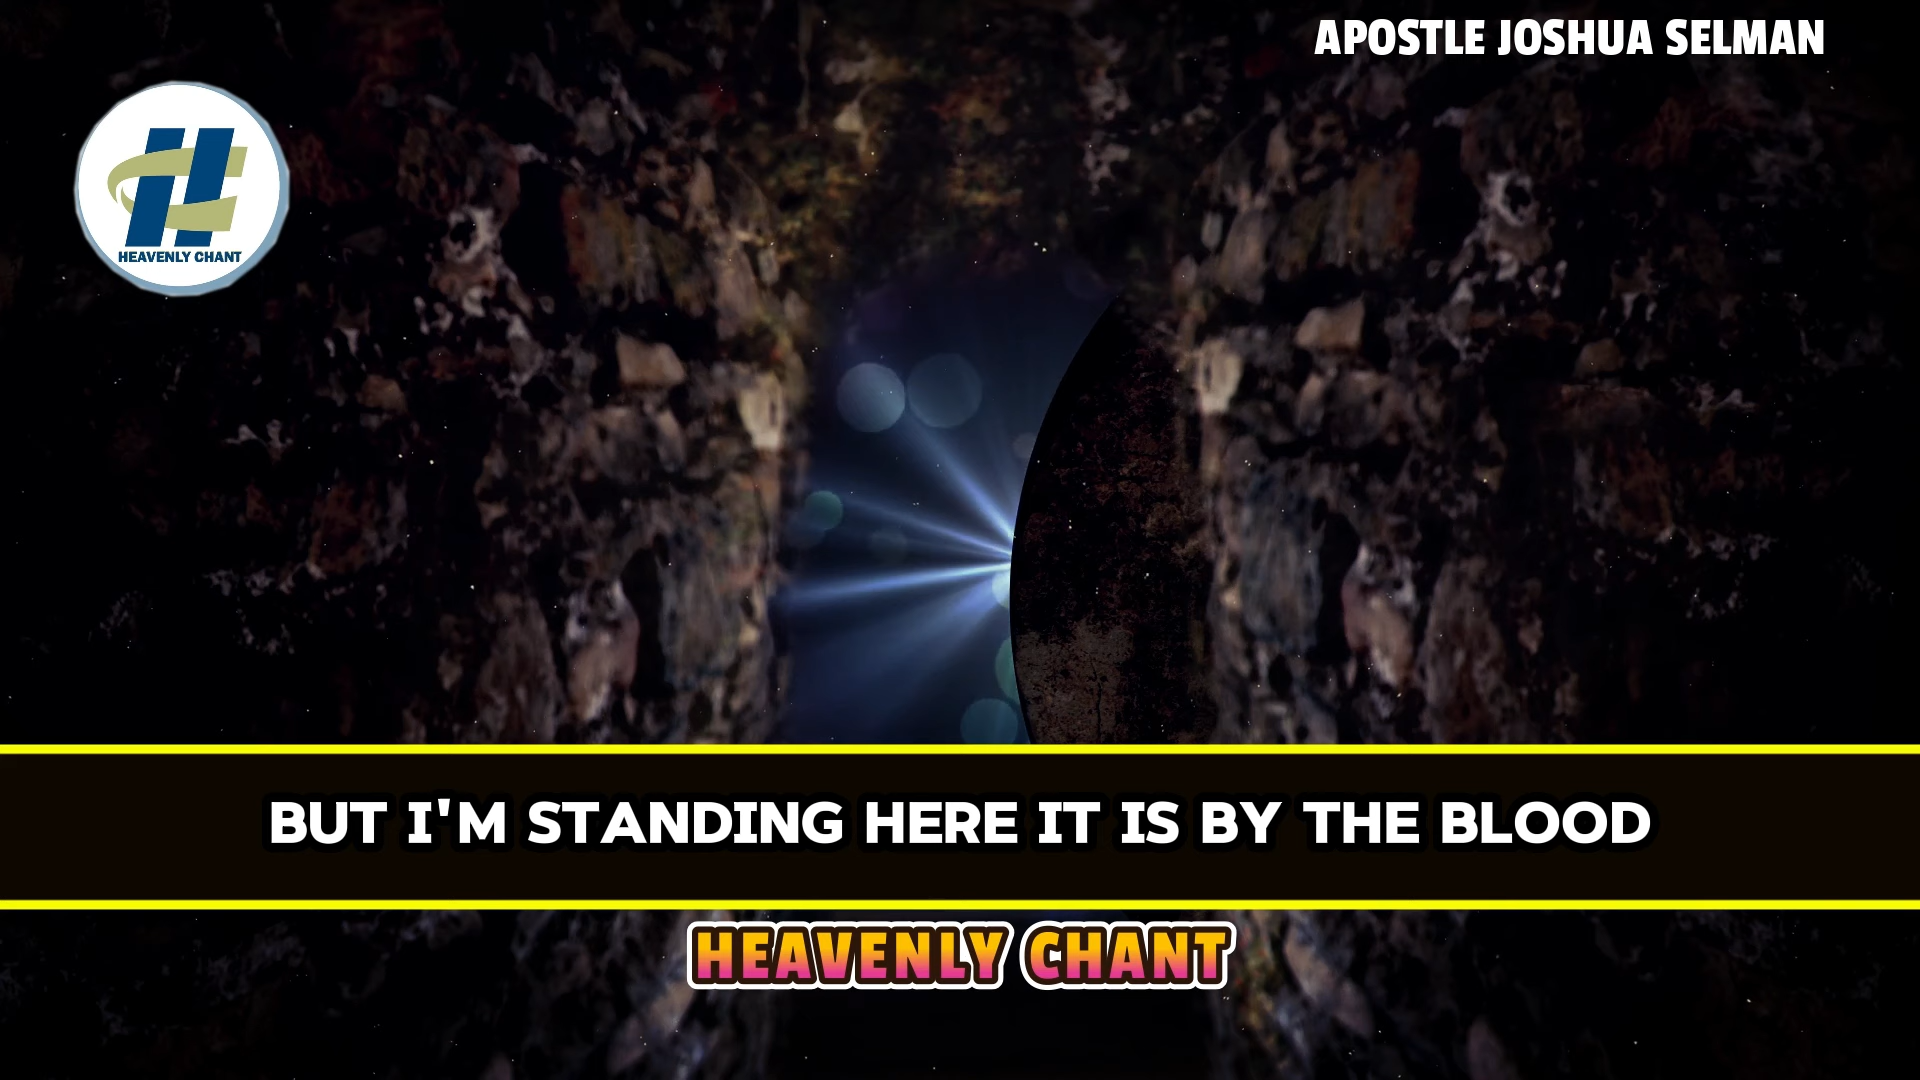 APOSTLE JOSHUA SELMAN
HEAVENLY CHANT
BUT I'M STANDING HERE IT IS BY THE BLOOD
HEAVENLY CHANT